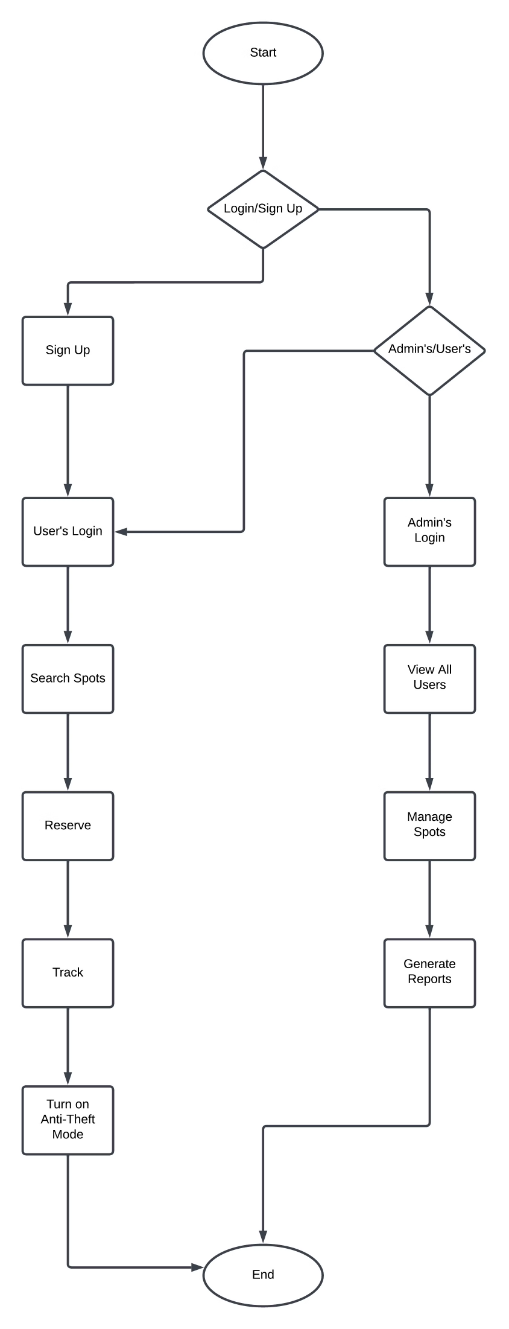 Start
Login/Sign Up
Sign Up
Admin's/User's
User's Login
Admin's
Login
Search Spots
View All
Users
Reserve
Manage
Spots
Track
Generate
Reports
Turn on
Anti-Theft
Mode
End